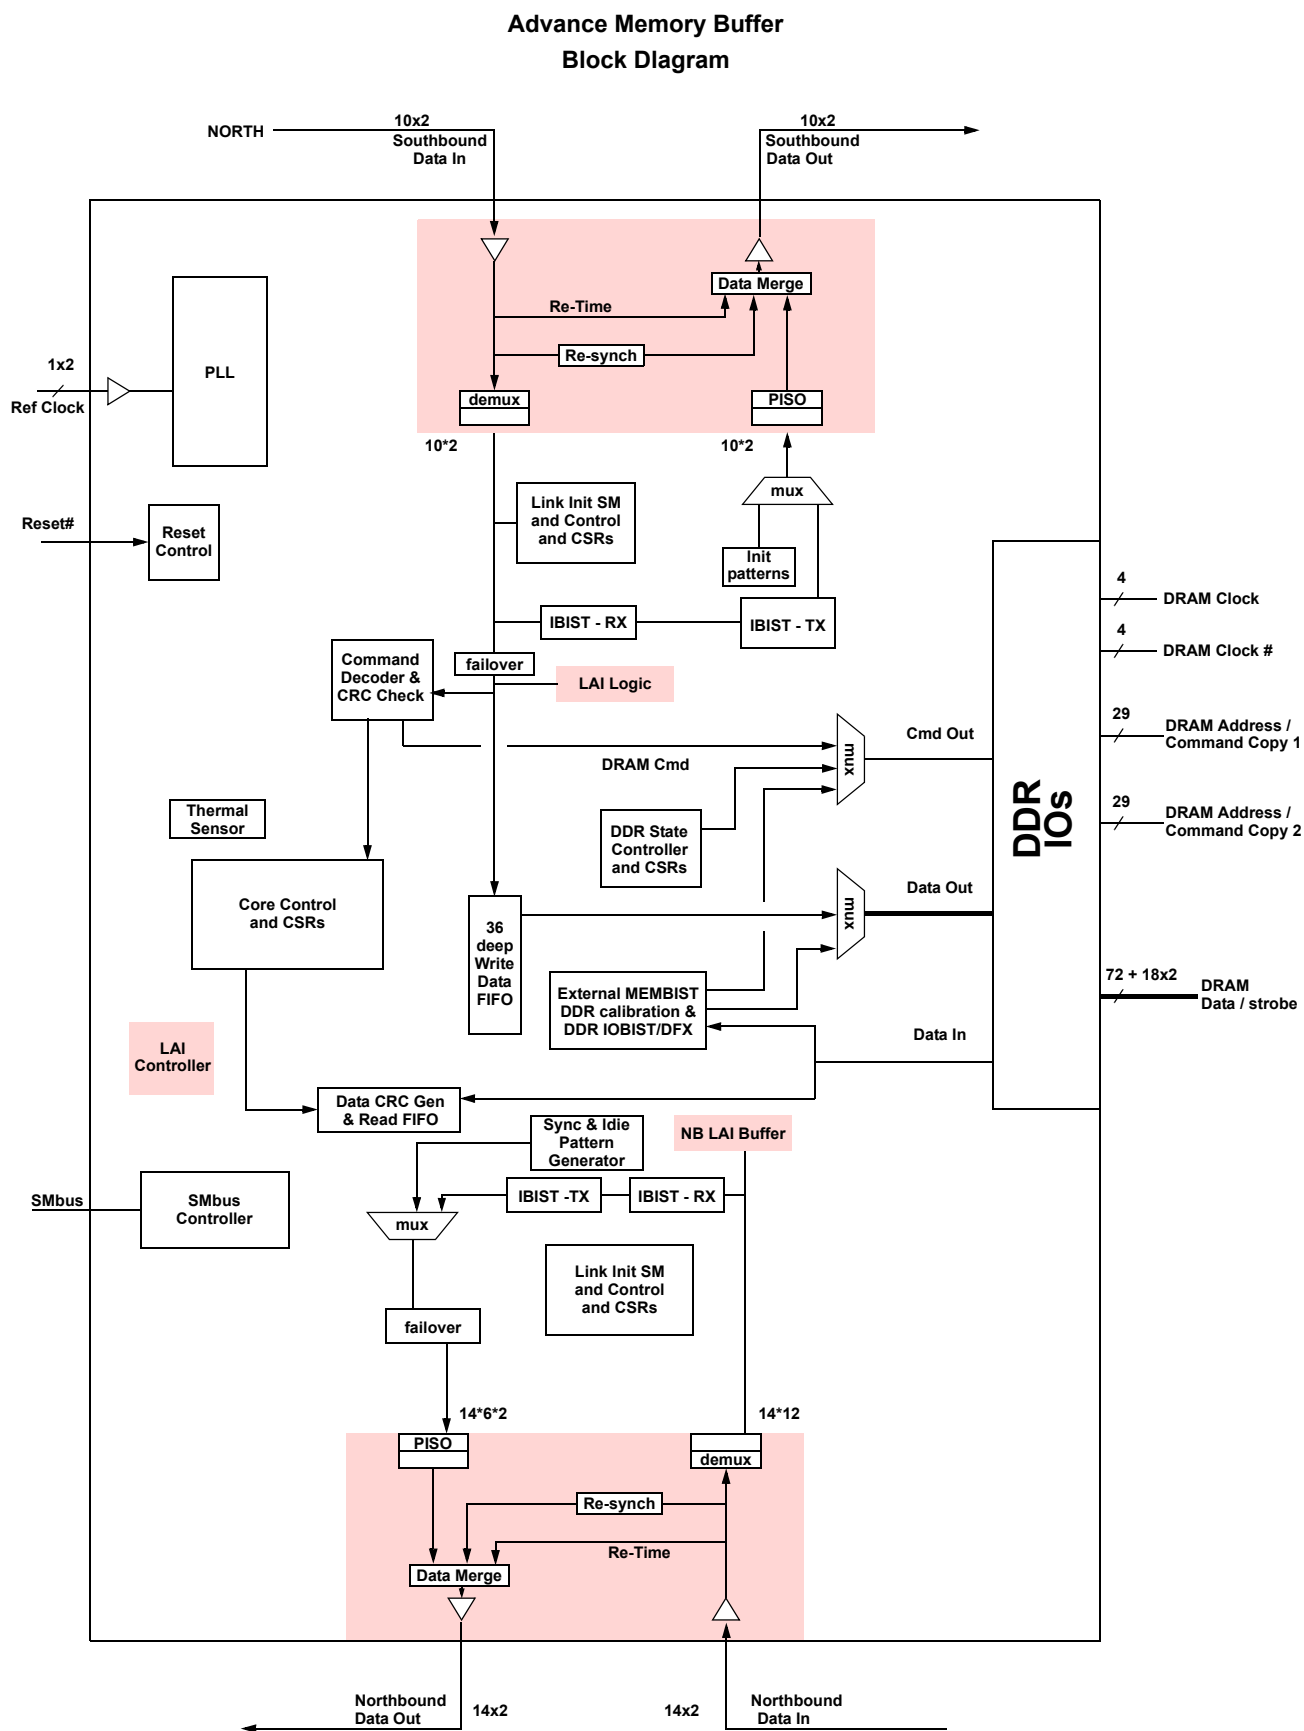 Advance Memory Buffer
Block DIagram
NORTH
10x2
Southbound
Data In
10x2
Southbound
Data Out
Data Merge
Re-Time
Re-synch
demux
PISO
10*2
10*2
1x2
Ref Clock
PLL
mux
Link Init SM
and Control
and CSRs
Reset#
Reset
Control
Init
patterns
IBIST - RX
IBIST - TX
4
DRAM Clock
4
DRAM Clock #
Command
Decoder &
CRC Check
failover
LAI Logic
29
DRAM Address /
Command Copy 1
Cmd Out
mux
DRAM Cmd
DDR
IOs
29
DRAM Address /
Command Copy 2
Thermal
Sensor
DDR State
Controller
and CSRs
Core Control
and CSRs
Data Out
mux
36
deep
Write
Data
FIFO
External MEMBIST
DDR calibration &
DDR IOBIST/DFX
72 + 18x2
DRAM
Data / strobe
Data In
LAI
Controller
Data CRC Gen
& Read FIFO
Sync & Idie
Pattern
Generator
NB LAI Buffer
SMbus
SMbus
Controller
IBIST -TX
IBIST - RX
mux
Link Init SM
and Control
and CSRs
failover
14*6*2
14*12
PISO
demux
Re-synch
Re-Time
Data Merge
Northbound
Data Out
14x2
14x2
Northbound
Data In